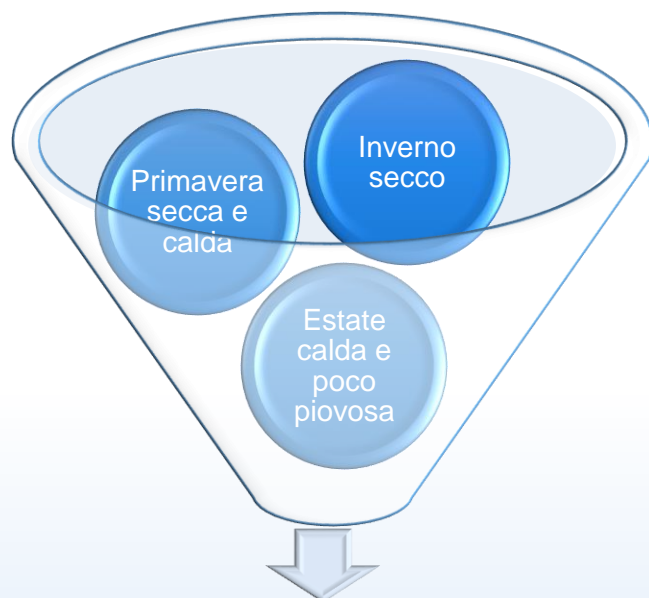 Inverno
secco
Primavera
secca e
calda
Estate
calda e
poco
piovosa